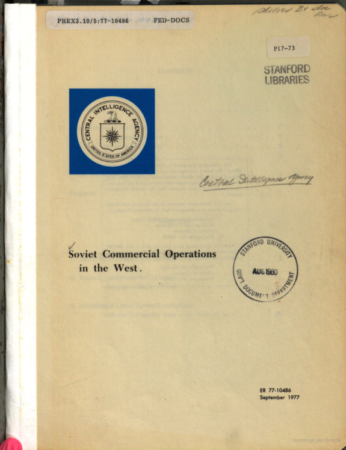 PREX3.10/5:77-10486 FED-DOCS
P17-73
STANFORD
LIBRARIES
CENTRAL INTELLIGENCE AGENCY
UNITED STATES OF AMERICA
Central Intelligence Agency
Soviet Commercial Operations
in the West.
STANFORD UNIVERSITY
AUG 1980
GOV'T DOCUMENTS DEPARTMENT
ER 77-10486
September 1977